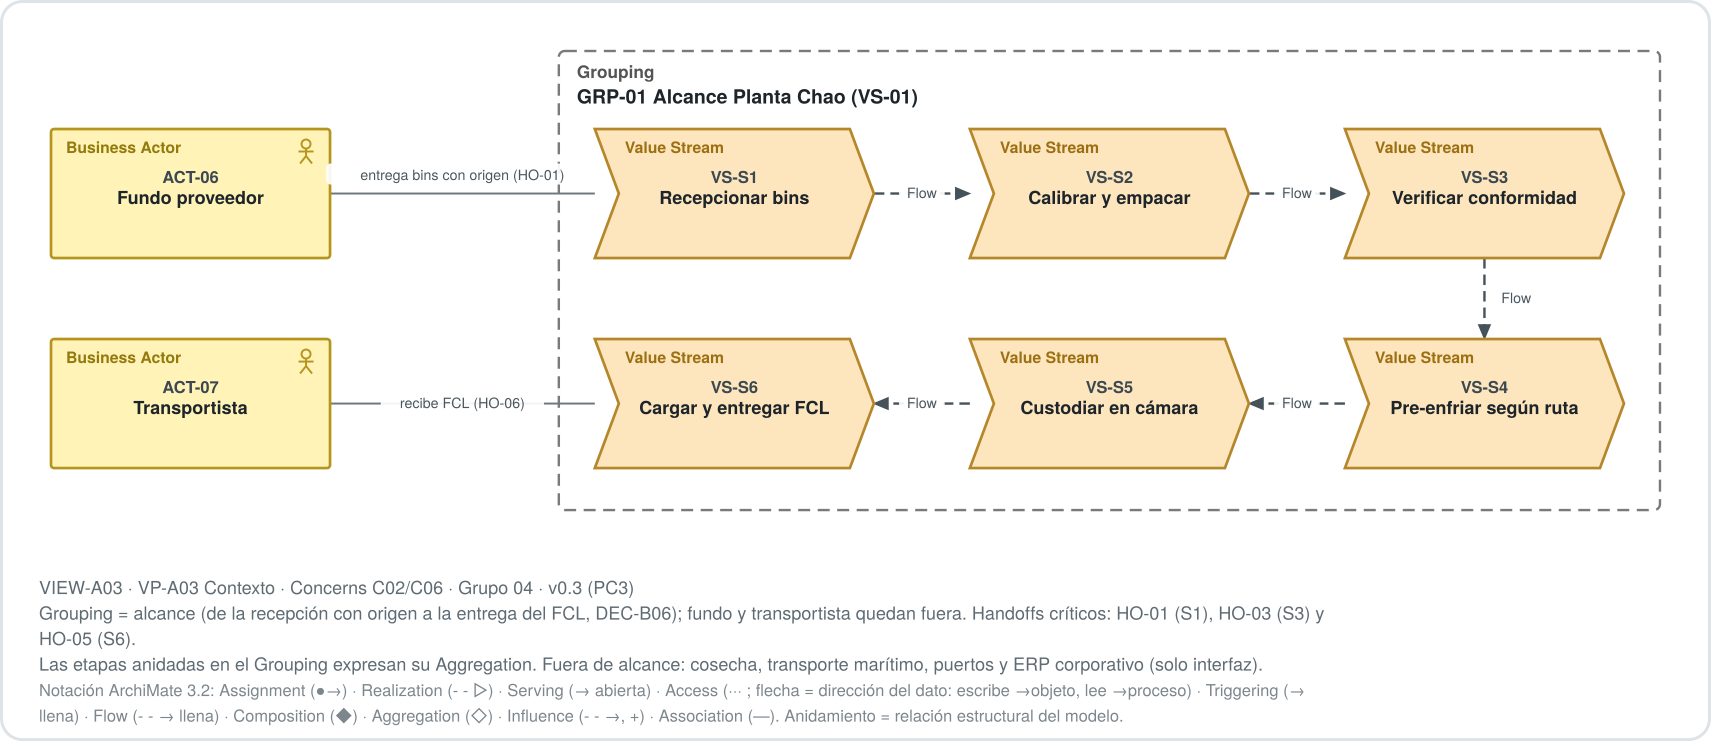 Grouping
GRP-01 Alcance Planta Chao (VS-01)
Business Actor
ACT-06
Fundo proveedor
entrega bins con origen (HO-01)
Value Stream
VS-S1
Recepcionar bins
Flow
Value Stream
VS-S2
Calibrar y empacar
Flow
Value Stream
VS-S3
Verificar conformidad
Flow
Business Actor
ACT-07
Transportista
recibe FCL (HO-06)
Value Stream
VS-S6
Cargar y entregar FCL
Flow
Value Stream
VS-S5
Custodiar en cámara
Flow
Value Stream
VS-S4
Pre-enfriar según ruta
VIEW-A03 · VP-A03 Contexto · Concerns C02/C06 · Grupo 04 · v0.3 (PC3)
Grouping = alcance (de la recepción con origen a la entrega del FCL, DEC-B06); fundo y transportista quedan fuera. Handoffs críticos: HO-01 (S1), HO-03 (S3) y
HO-05 (S6).
Las etapas anidadas en el Grouping expresan su Aggregation. Fuera de alcance: cosecha, transporte marítimo, puertos y ERP corporativo (solo interfaz).
Notación ArchiMate 3.2: Assignment (●→) · Realization (- - ▷) · Serving (→ abierta) · Access (··· ; flecha = dirección del dato: escribe →objeto, lee →proceso) · Triggering (→
llena) · Flow (- - → llena) · Composition (◆) · Aggregation (◇) · Influence (- - →, +) · Association (—). Anidamiento = relación estructural del modelo.